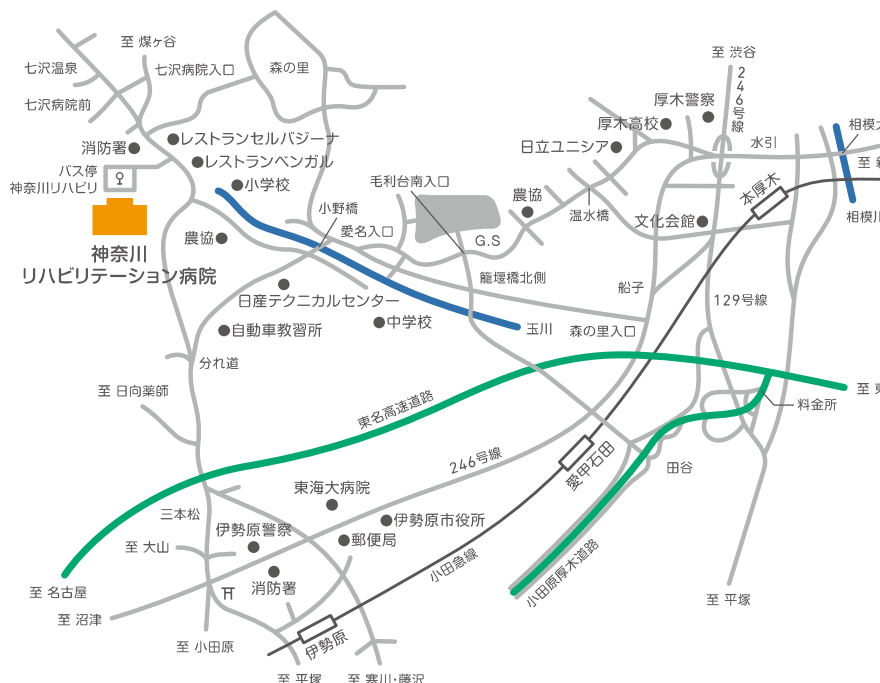 至 煤ヶ谷
七沢温泉
七沢病院入口
七沢病院前
森の里
至 渋谷
246号線
厚木警察
厚木高校
水引
相模大
至 新
日立ユニシア
消防署
レストランセルバジーナ
レストランベンガル
小学校
バス停
神奈川リハビリ
神奈川
リハビリテーション病院
毛利台南入口
農協
温水橋
文化会館
本厚木
相模川
小野橋
愛名入口
G.S
農協
籠堰橋北側
船子
129号線
日産テクニカルセンター
中学校
玉川
森の里入口
自動車教習所
分れ道
至 日向薬師
東名高速道路
至 東
料金所
246号線
愛甲石田
田谷
東海大病院
三本松
伊勢原警察
伊勢原市役所
郵便局
至 大山
消防署
小田急線
小田原厚木道路
至 名古屋
至 沼津
至 小田原
伊勢原
至 平塚
至 平塚
至 寒川・藤沢